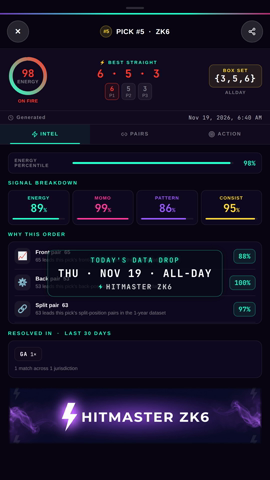 #5 PICK #5 · ZK6
98
ENERGY
ON FIRE
⚡ BEST STRAIGHT
6 · 5 · 3
6 5 3
P1 P2 P3
BOX SET
{3,5,6}
ALLDAY
Generated
Nov 19, 2026, 6:40 AM
INTEL
PAIRS
ACTION
ENERGY
PERCENTILE
98%
SIGNAL BREAKDOWN
ENERGY MOMO PATTERN CONSIST
89% 99% 86% 95%
WHY THIS ORDER
Front pair
88%
TODAY'S DATA DROP
THU · NOV 19 · ALL-DAY
⚡ HITMASTER ZK6
Back
100%
Split pair 63
63 leads this pick's split-position pairs in the 1-year dataset
97%
RESOLVED IN · LAST 30 DAYS
GA 1×
1 match across 1 jurisdiction
HITMASTER ZK6